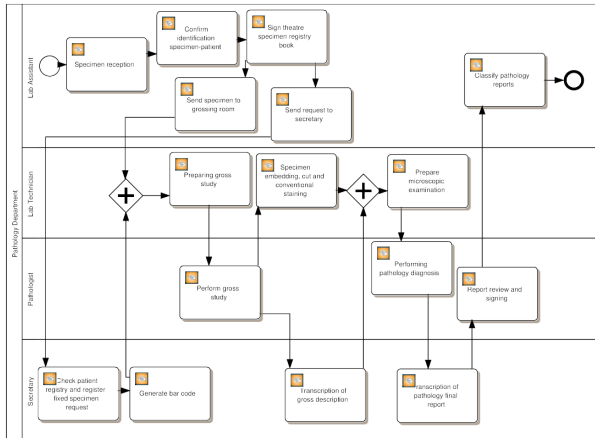 Pathology Department
Lab Assistant
Specimen reception
Confirm
identification
specimen-patient
Sign theatre
specimen registry
book
Send specimen to
grossing room
Send request to
secretary
Classify pathology
reports
Lab Technician
Preparing gross
study
Specimen
embedding, cut and
conventional
staining
Prepare
microscopic
examination
Pathologist
Perform gross
study
Performing
pathology diagnosis
Report review and
signing
Secretary
Check patient
registry and register
fixed specimen
request
Generate bar code
Transcription of
gross description
Transcription of
pathology final
report